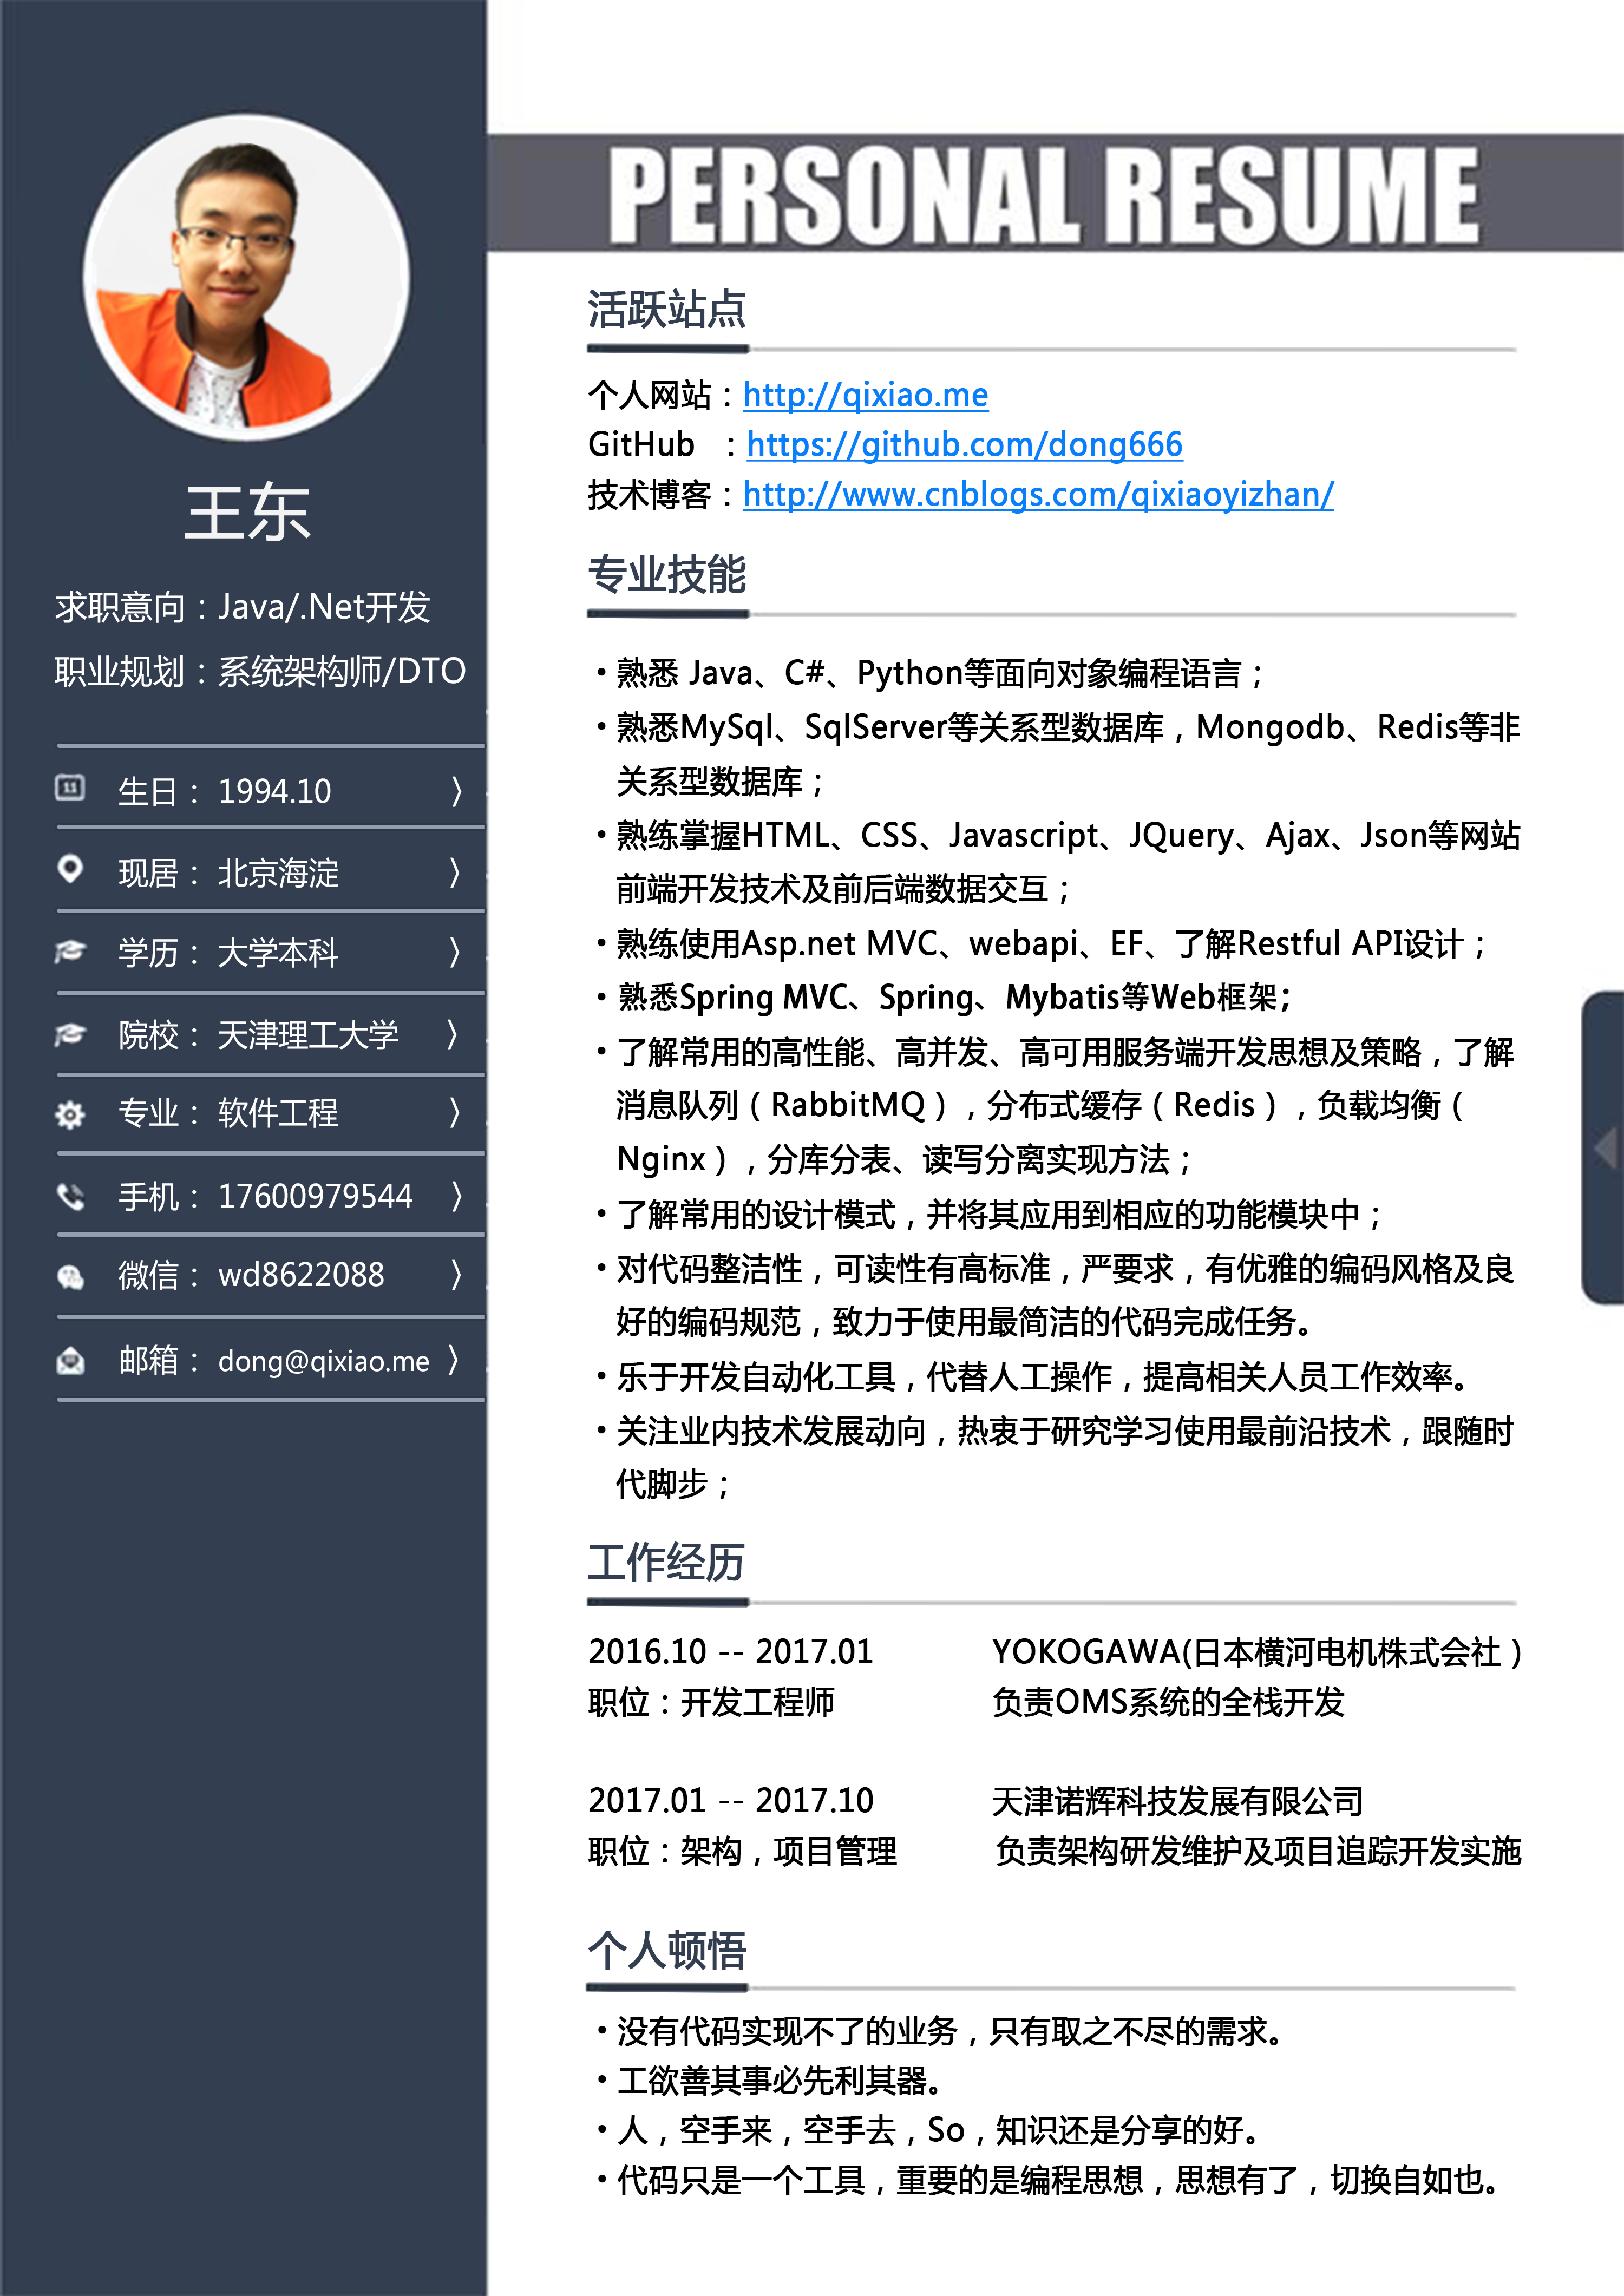 王东
求职意向：Java/.Net开发
职业规划：系统架构师/DTO
11
生日： 1994.10 〉
现居： 北京海淀 〉
学历： 大学本科 〉
院校： 天津理工大学 〉
专业： 软件工程 〉
手机： 17600979544 〉
微信： wd8622088 〉
邮箱： dong@qixiao.me 〉
PERSONAL RESUME
活跃站点
个人网站：http://qixiao.me
GitHub ：https://github.com/dong666
技术博客：http://www.cnblogs.com/qixiaoyizhan/
专业技能
·熟悉 Java、C#、Python等面向对象编程语言；
·熟悉MySql、SqlServer等关系型数据库，Mongodb、Redis等非
关系型数据库；
·熟练掌握HTML、CSS、Javascript、JQuery、Ajax、Json等网站
前端开发技术及前后端数据交互；
·熟练使用Asp.net MVC、webapi、EF、了解Restful API设计；
·熟悉Spring MVC、Spring、Mybatis等Web框架；
·了解常用的高性能、高并发、高可用服务端开发思想及策略，了解
消息队列（RabbitMQ），分布式缓存（Redis），负载均衡（
Nginx），分库分表、读写分离实现方法；
·了解常用的设计模式，并将其应用到相应的功能模块中；
·对代码整洁性，可读性有高标准，严要求，有优雅的编码风格及良
好的编码规范，致力于使用最简洁的代码完成任务。
·乐于开发自动化工具，代替人工操作，提高相关人员工作效率。
·关注业内技术发展动向，热衷于研究学习使用最前沿技术，跟随时
代脚步；
工作经历
2016.10 -- 2017.01 YOKOGAWA(日本横河电机株式会社）
职位：开发工程师 负责OMS系统的全栈开发
2017.01 -- 2017.10 天津诺辉科技发展有限公司
职位：架构，项目管理 负责架构研发维护及项目追踪开发实施
个人顿悟
·没有代码实现不了的业务，只有取之不尽的需求。
·工欲善其事必先利其器。
·人，空手来，空手去，So，知识还是分享的好。
·代码只是一个工具，重要的是编程思想，思想有了，切换自如也。